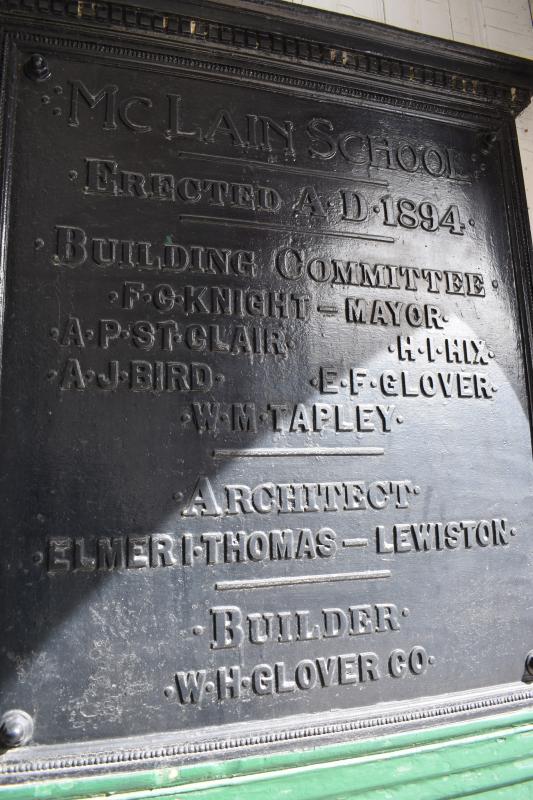 McLain School
Erected A·D·1894·
·Building Committee·
·F·C·KNIGHT—MAYOR·
·A·P·ST·CLAIR· ·H·I·HIX·
·A·J·BIRD· ·E·F·GLOVER·
·W·M·TAPLEY·
·Architect·
·ELMER I·THOMAS—LEWISTON·
·Builder·
·W·H·GLOVER CO·